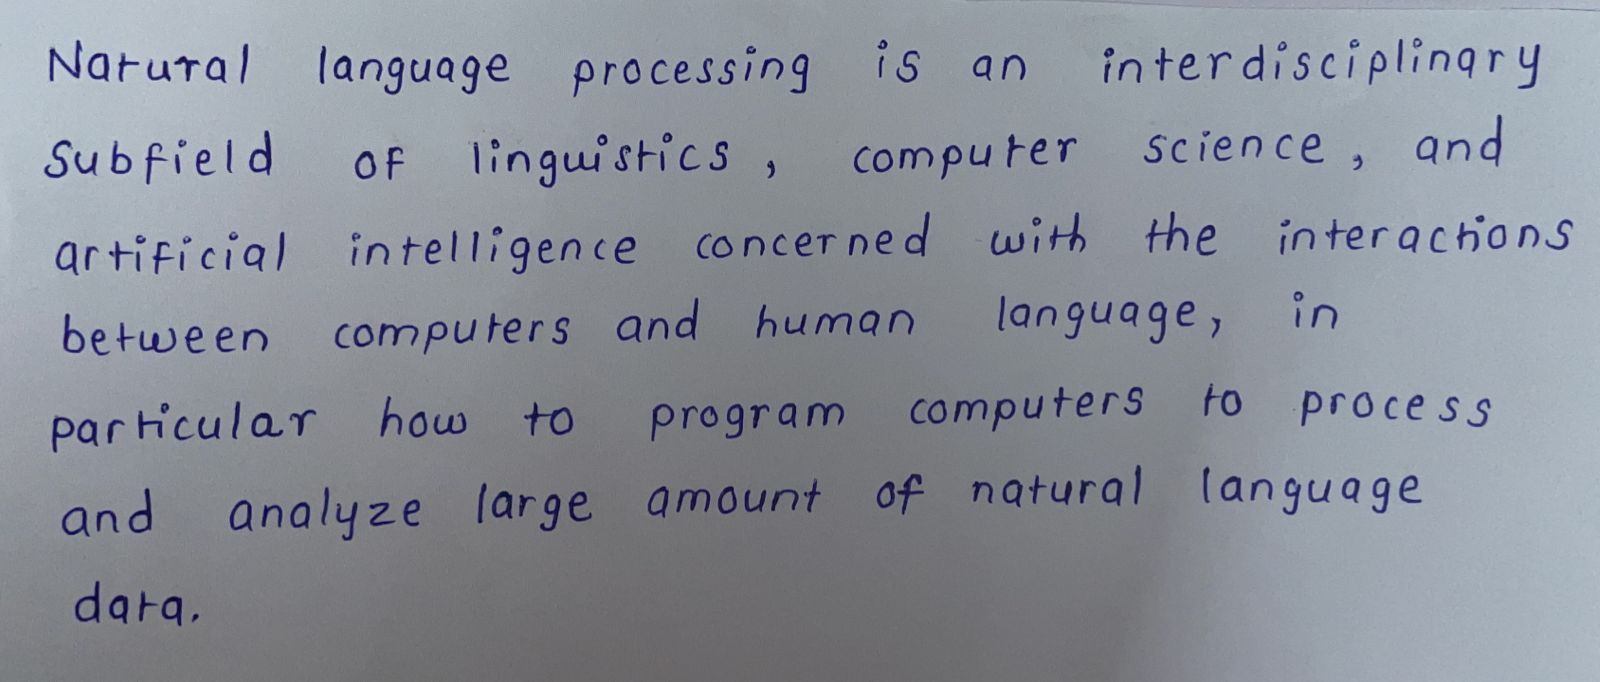 Natural language processing is an interdisciplinary
subfield of linguistics, computer science, and
artificial intelligence concerned with the interactions
between computers and human language, in
particular how to program computers to process
and analyze large amount of natural language
data.